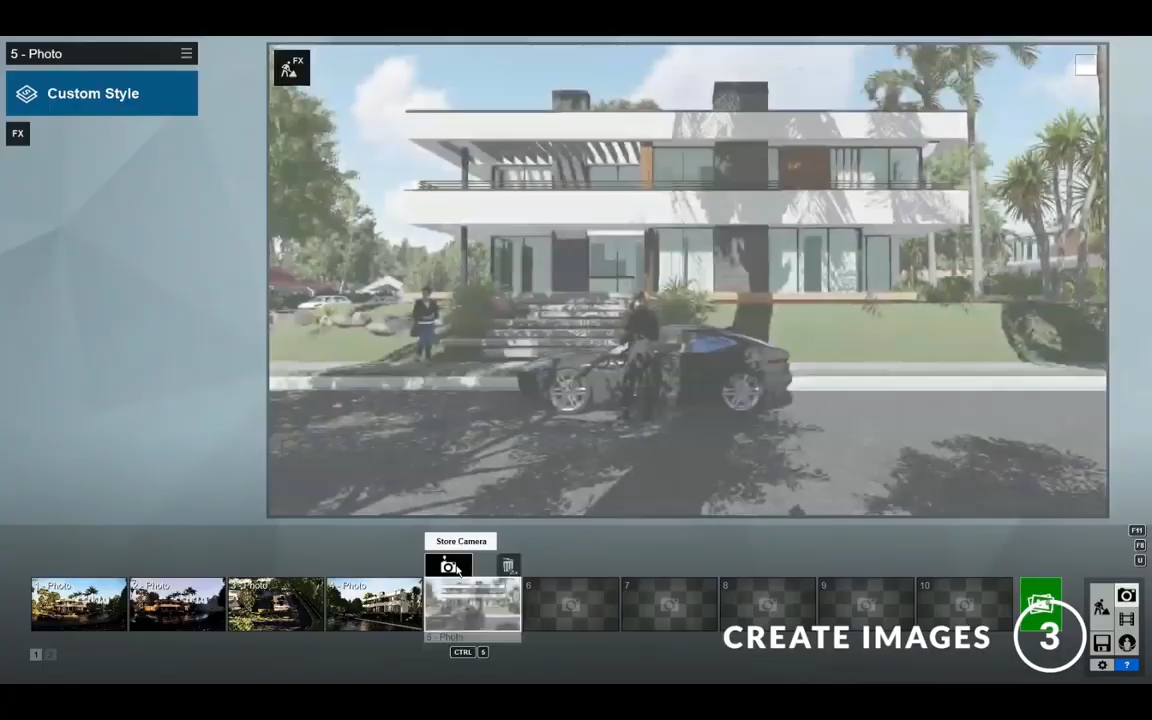 5 - Photo
Custom Style
FX
FX
Store Camera
1 - Photo
2 - Photo
3 - Photo
4 - Photo
5 - Photo
6
7
8
9
10
CTRL 5
1 2
CREATE IMAGES 3
F11
F8
U
?